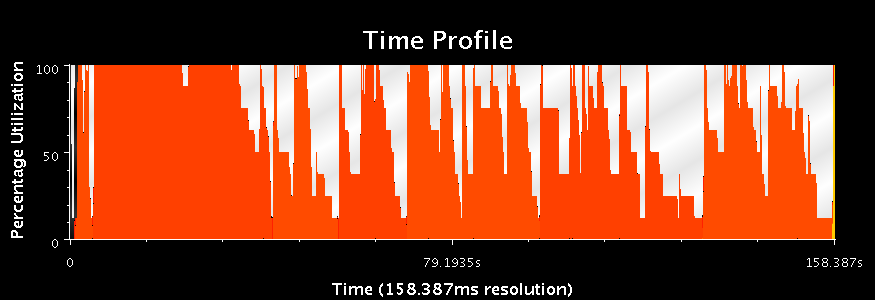 Time Profile
Percentage Utilization
100
50
0
0
79.1935s
158.387s
Time (158.387ms resolution)